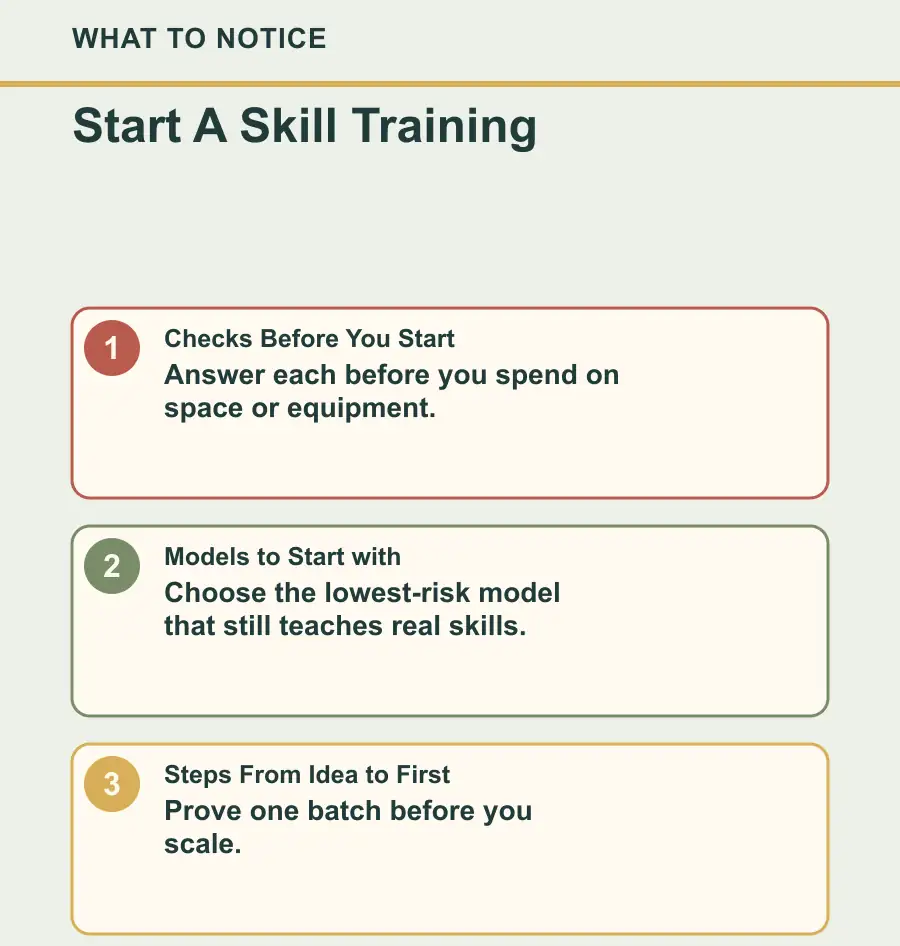 WHAT TO NOTICE
Start A Skill Training
1
Checks Before You Start
Answer each before you spend on
space or equipment.
2
Models to Start with
Choose the lowest-risk model
that still teaches real skills.
3
Steps From Idea to First
Prove one batch before you
scale.